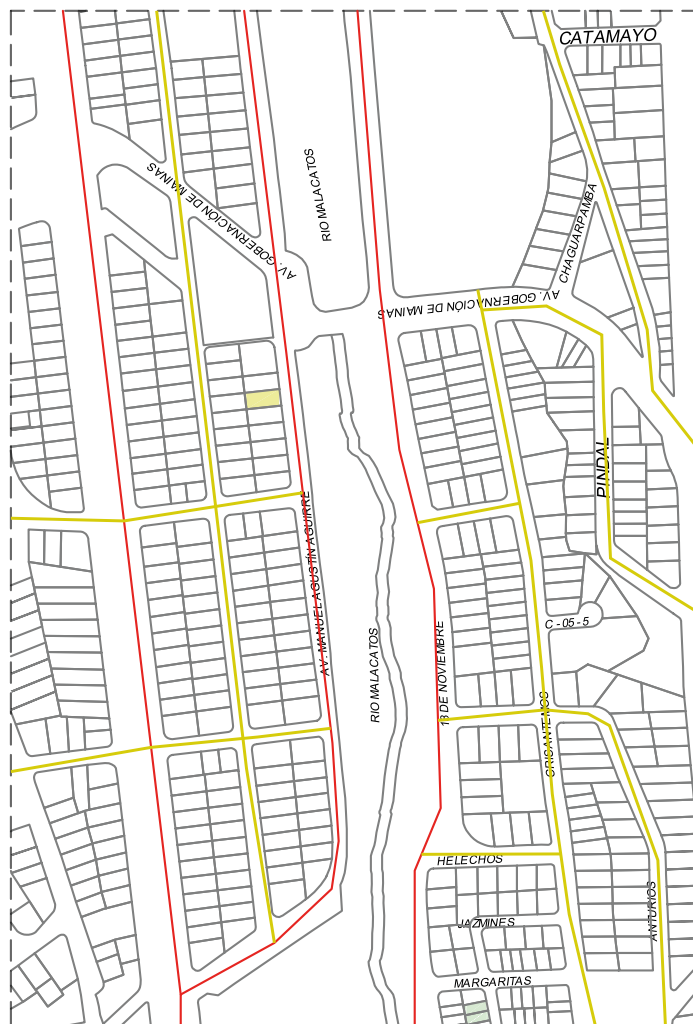 CATAMAYO
AV. GOBERNACIÓN DE MAINAS
RIO MALACATOS
CHAGUARPAMBA
AV. GOBERNACIÓN DE MAINAS
PINDAL
AV. MANUEL AGUSTÍN AGUIRRE
C - 05 - 5
RIO MALACATOS
18 DE NOVIEMBRE
CRISANTEMOS
HELECHOS
ANTURIOS
JAZMINES
MARGARITAS